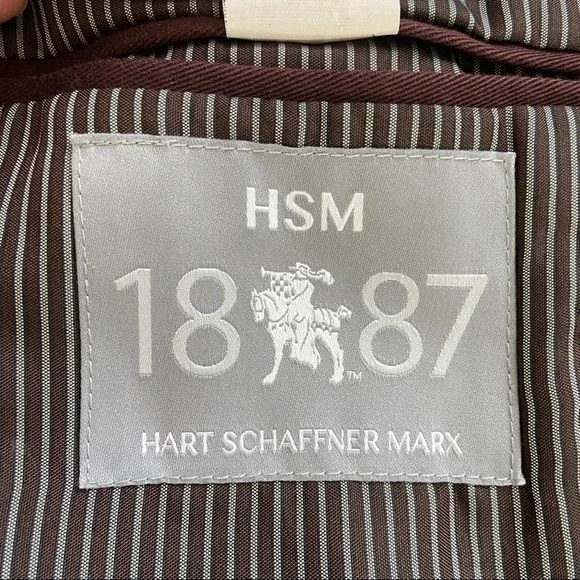 HSM
18 87
TM
HART SCHAFFNER MARX